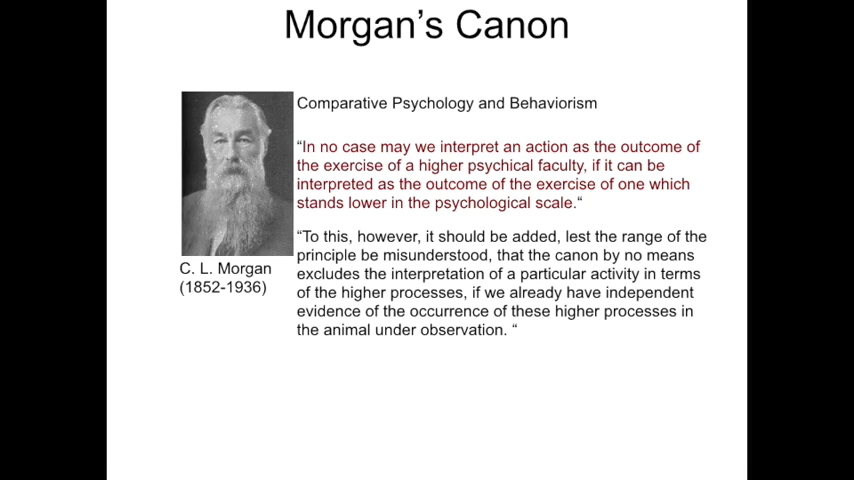 Morgan's Canon
Comparative Psychology and Behaviorism
“In no case may we interpret an action as the outcome of
the exercise of a higher psychical faculty, if it can be
interpreted as the outcome of the exercise of one which
stands lower in the psychological scale.“
“To this, however, it should be added, lest the range of the
principle be misunderstood, that the canon by no means
excludes the interpretation of a particular activity in terms
of the higher processes, if we already have independent
evidence of the occurrence of these higher processes in
the animal under observation. “
C. L. Morgan
(1852-1936)